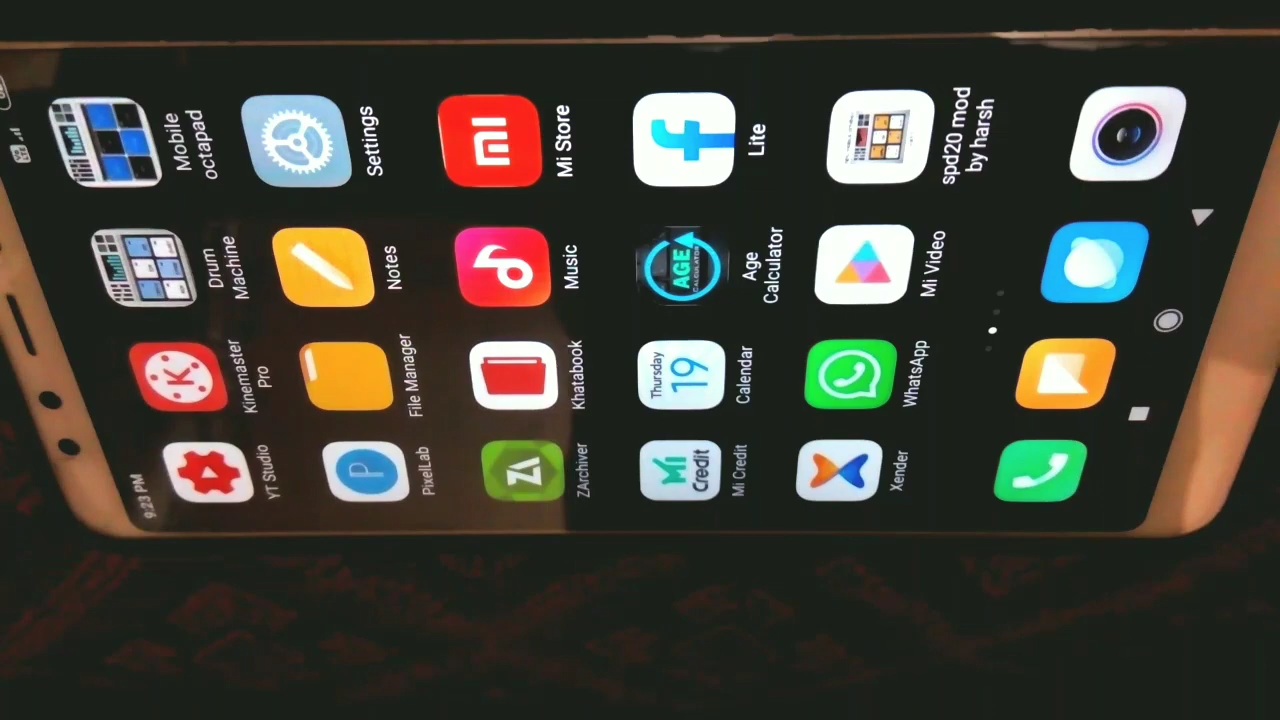 9:23 PM
YT Studio
Kinemaster
Pro
Drum
Machine
Mobile
octapad
PixelLab
File Manager
Notes
Settings
ZA
ZArchiver
Khatabook
Music
Mi Store
Mi
Credit
Mi Credit
Thursday
19
Calendar
AGE
CALCULATOR
Age
Calculator
Lite
Xender
WhatsApp
Mi Video
spd20 mod
by harsh